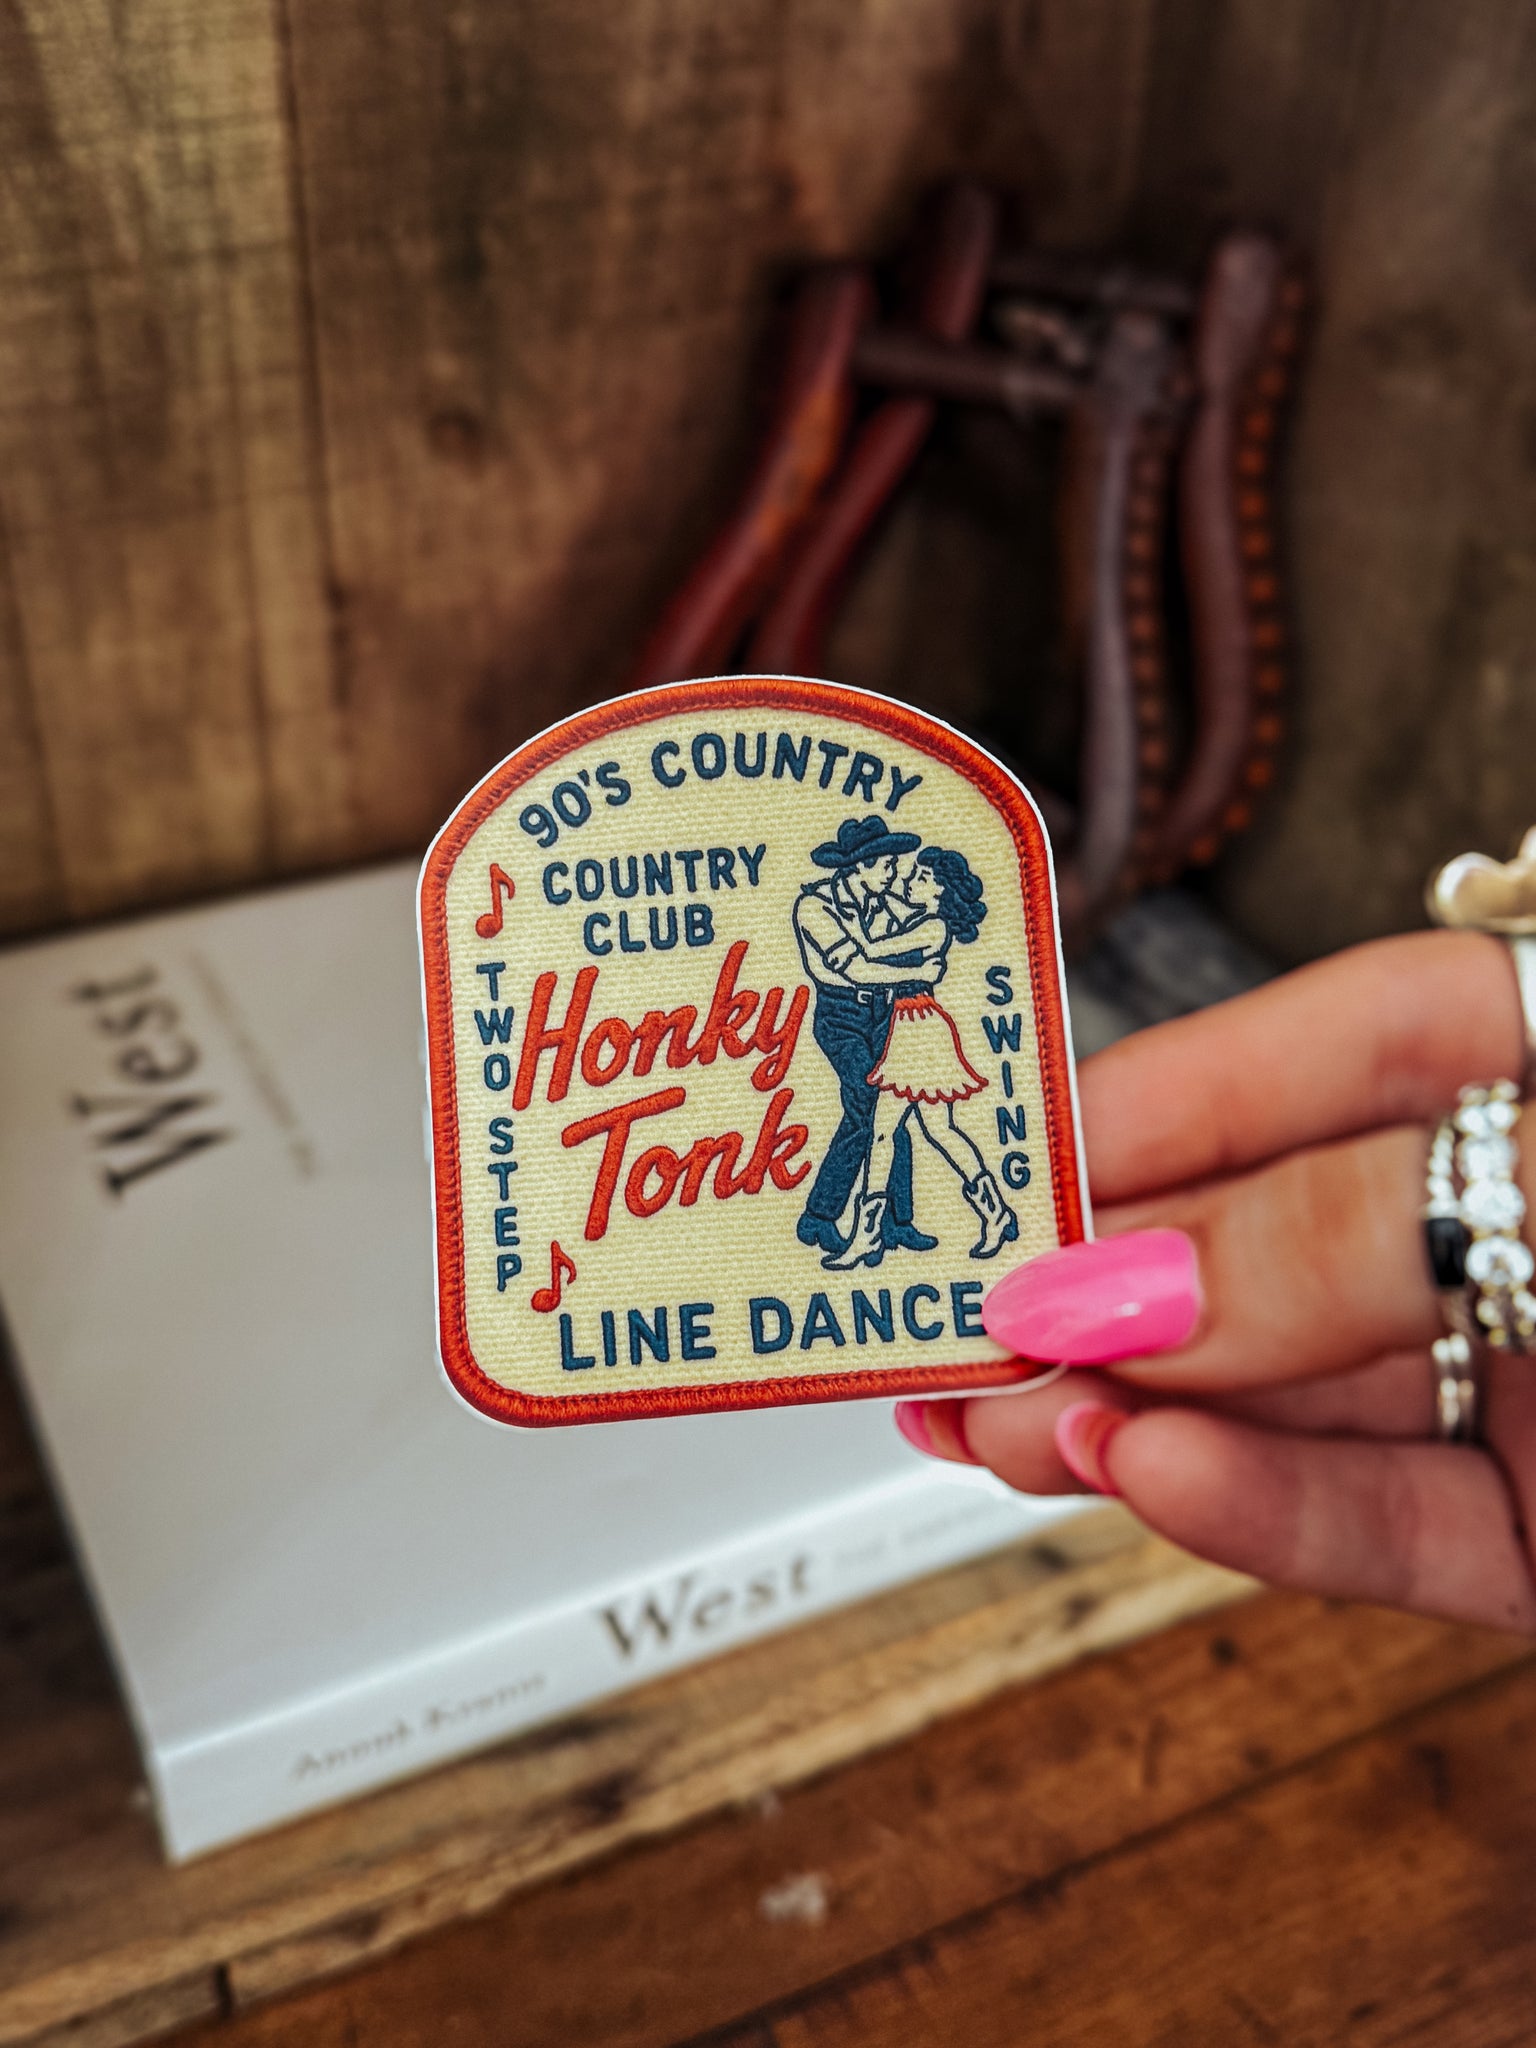 90'S COUNTRY
COUNTRY
CLUB
Honky
Tonk
TWO STEP
SWING
LINE DANCE
West
West